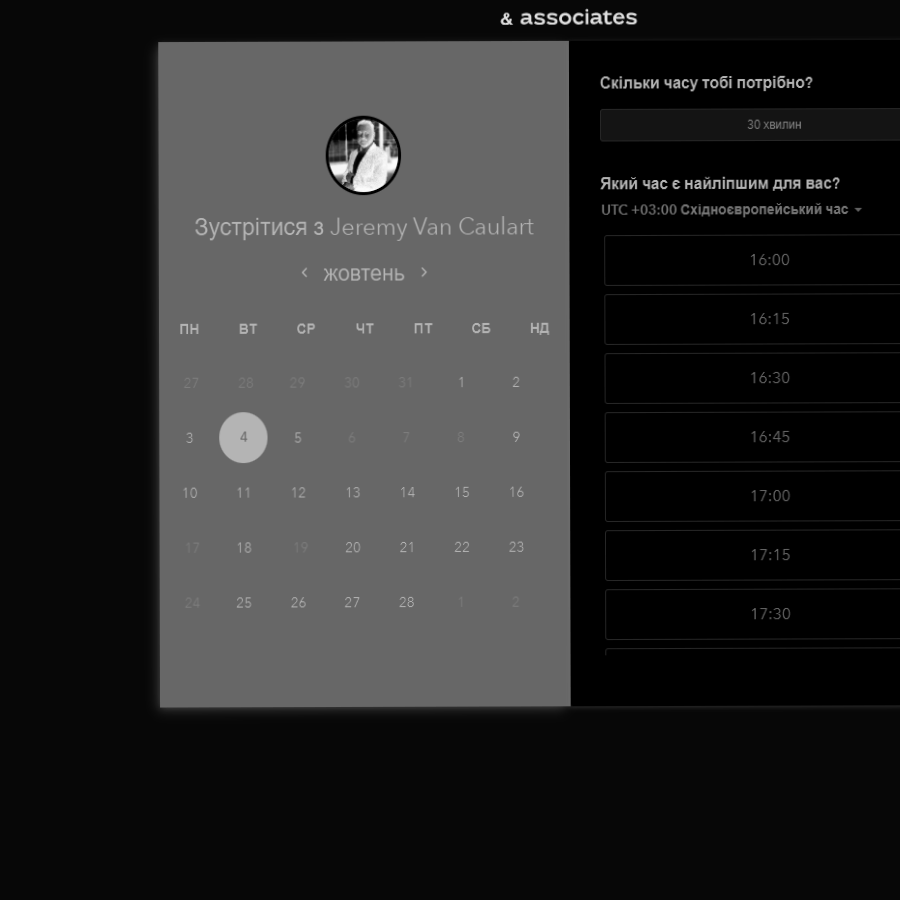 & associates
Зустрітися з Jeremy Van Caulart
жовтень
ПН ВТ СР ЧТ ПТ СБ НД
27 28 29 30 31 1 2
3 4 5 6 7 8 9
10 11 12 13 14 15 16
17 18 19 20 21 22 23
24 25 26 27 28 1 2
Скільки часу тобі потрібно?
30 хвилин
Який час є найліпшим для вас?
UTC +03:00 Східноєвропейський час
16:00
16:15
16:30
16:45
17:00
17:15
17:30